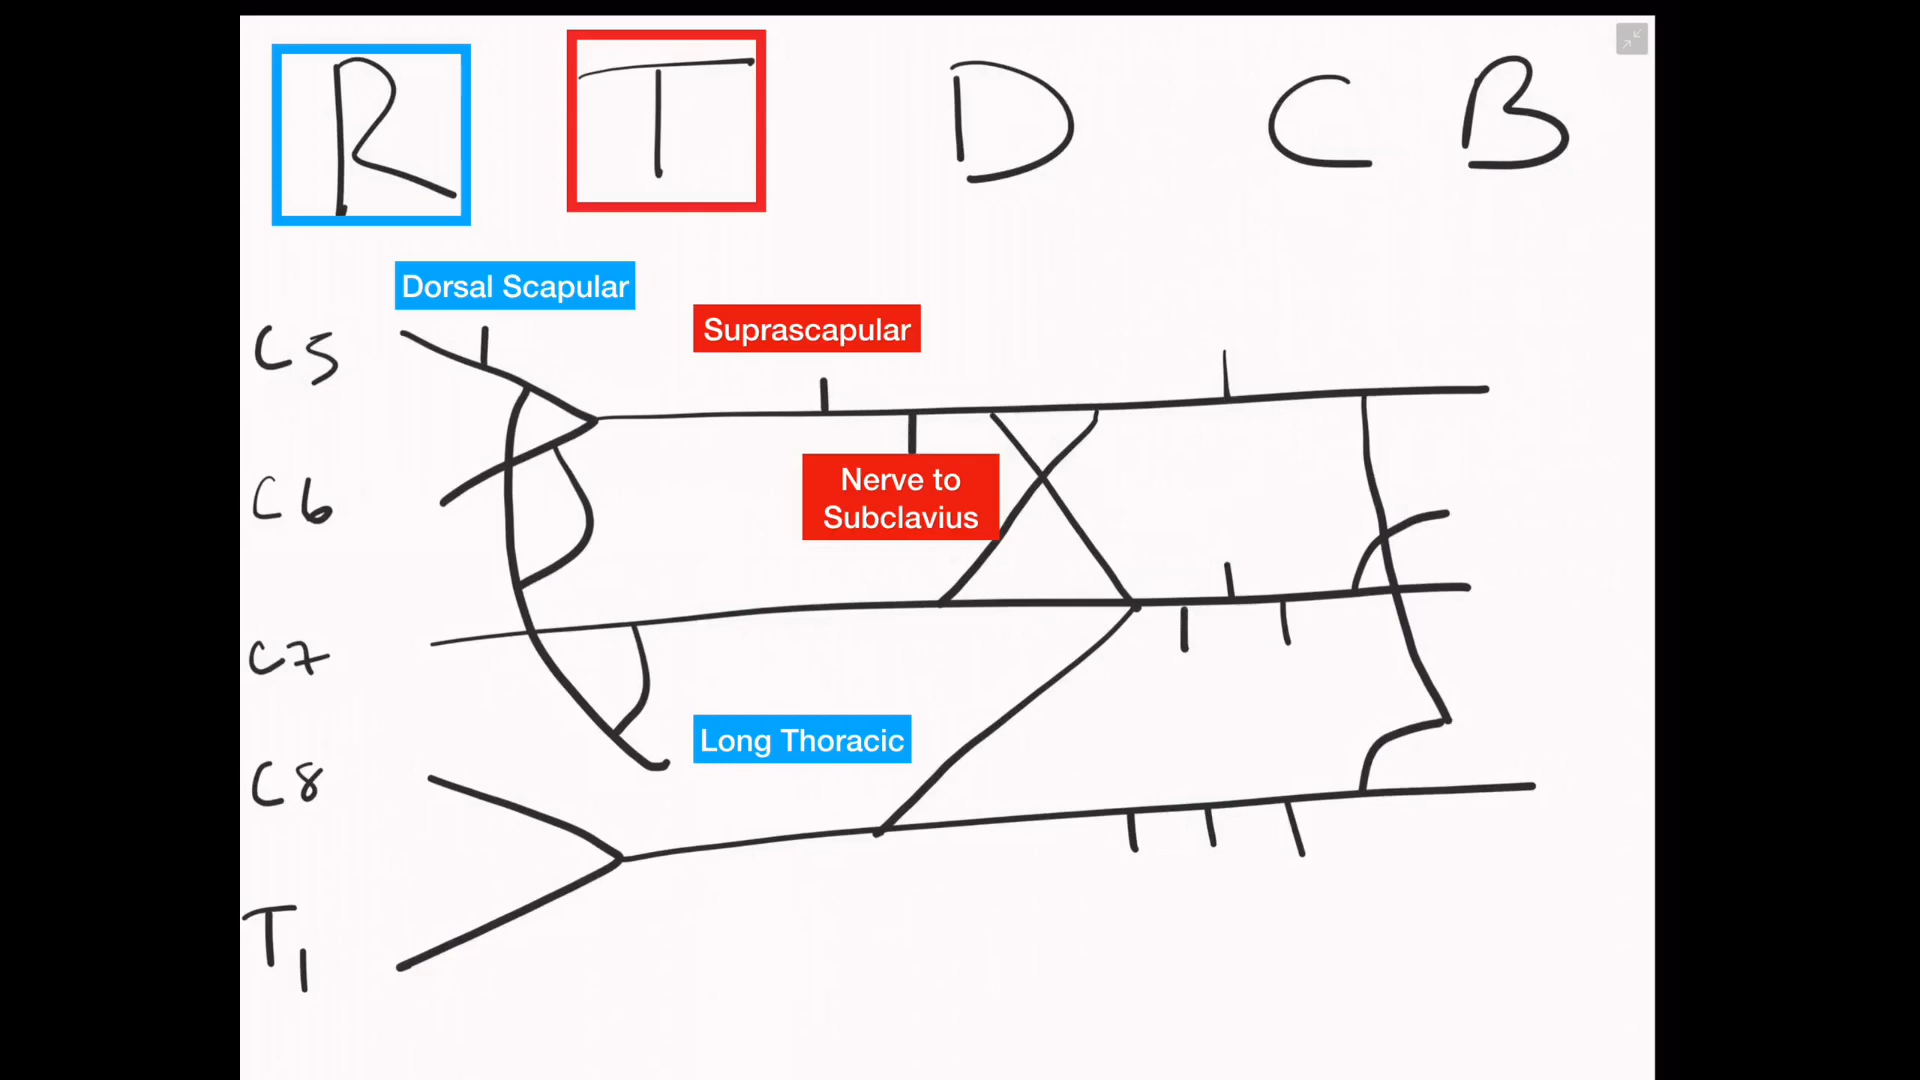 R T D C B
Dorsal Scapular
Suprascapular
C5
Nerve to
Subclavius
C6
C7
Long Thoracic
C8
T1